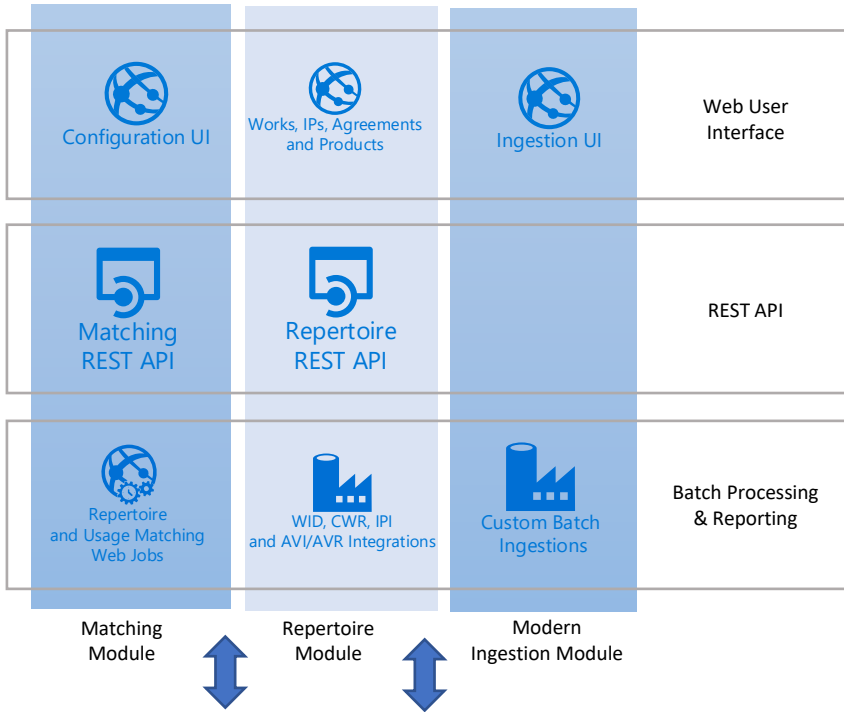 Configuration UI
Works, IPs, Agreements
and Products
Ingestion UI
Web User
Interface
Matching
REST API
Repertoire
REST API
REST API
Repertoire
and Usage Matching
Web Jobs
WID, CWR, IPI
and AVI/AVR Integrations
Custom Batch
Ingestions
Batch Processing
& Reporting
Matching
Module
Repertoire
Module
Modern
Ingestion Module